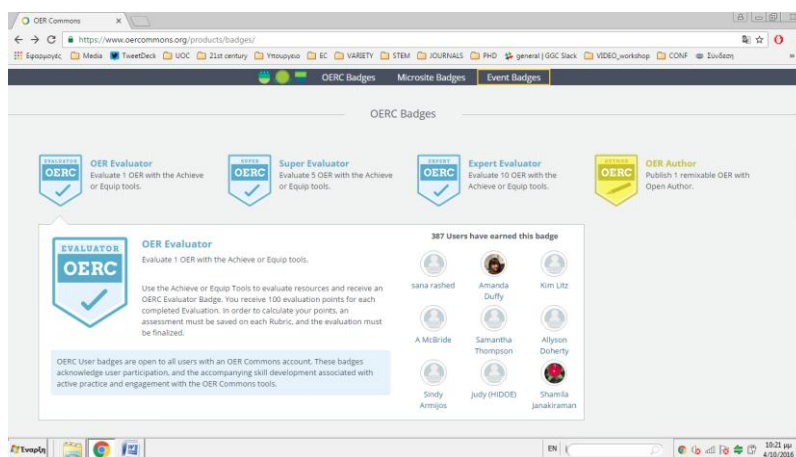 OER Commons
https://www.oercommons.org/products/badges/
Εφαρμογές Media TweetDeck UOC 21st century Υπουργείο EC VARIETY STEM JOURNALS PHD general | GGC Slack VIDEO_workshop CONF Σύνδεση
OERC Badges Microsite Badges Event Badges
OERC Badges
EVALUATOR
OERC
OER Evaluator
Evaluate 1 OER with the Achieve
or Equip tools.
SUPER
EVALUATOR
OERC
Super Evaluator
Evaluate 5 OER with the Achieve
or Equip tools.
EXPERT
EVALUATOR
OERC
Expert Evaluator
Evaluate 10 OER with the
Achieve or Equip tools.
AUTHOR
OERC
OER Author
Publish 1 remixable OER with
Open Author.
EVALUATOR
OERC
OER Evaluator
Evaluate 1 OER with the Achieve or Equip tools.
Use the Achieve or Equip Tools to evaluate resources and receive an
OERC Evaluator Badge. You receive 100 evaluation points for each
completed Evaluation. In order to calculate your points, an
assessment must be saved on each Rubric, and the evaluation must
be finalized.
OERC User badges are open to all users with an OER Commons account. These badges
acknowledge user participation, and the accompanying skill development associated with
active practice and engagement with the OER Commons tools.
387 Users have earned this badge
sana rashed
Amanda
Duffy
Kim Litz
A McBride
Samantha
Thompson
Allyson
Doherty
Sindy
Armijos
Judy (HIDOE)
Shamila
Janakiraman
Έναρξη
EN
10:21 μμ
4/10/2016